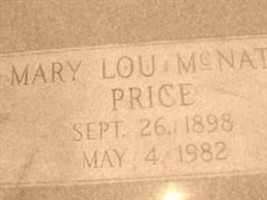 MARY LOU McNAT
PRICE
SEPT. 26, 1898
MAY 4, 1982